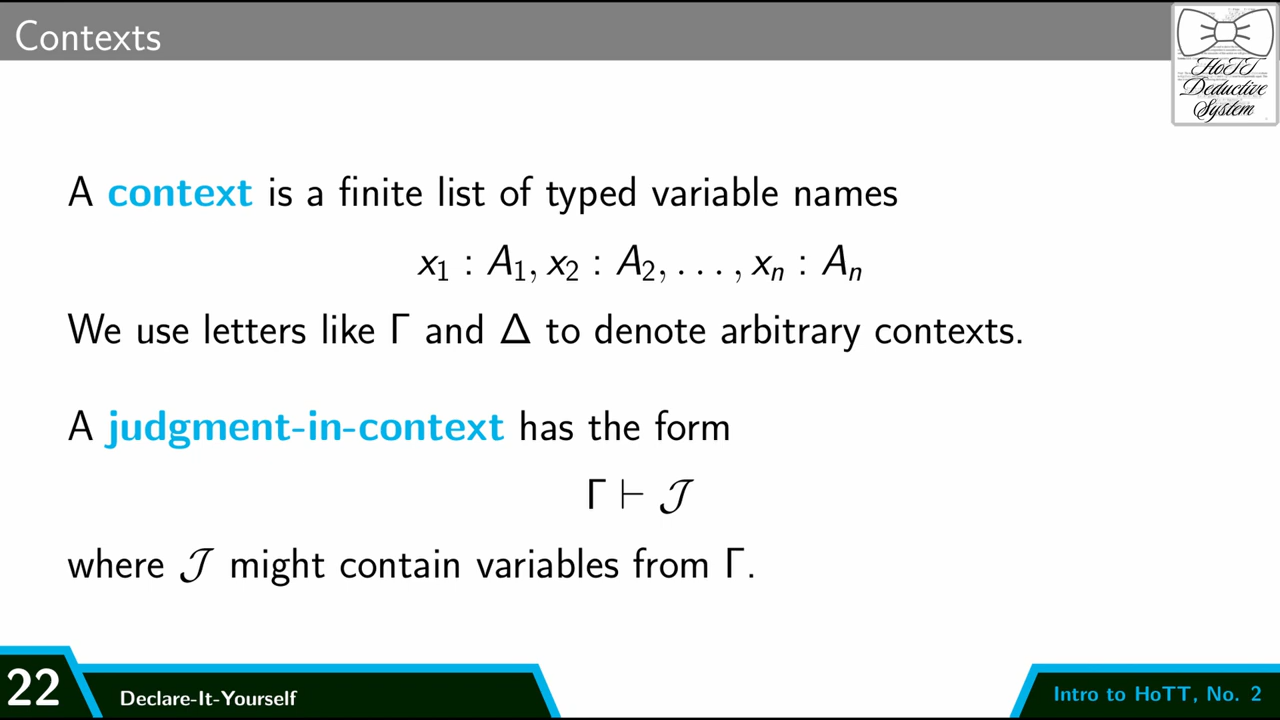 Contexts
HoTT
Deductive
System
A context is a finite list of typed variable names
x₁ : A₁, x₂ : A₂, . . . , xₙ : Aₙ
We use letters like Γ and Δ to denote arbitrary contexts.
A judgment-in-context has the form
Γ ⊢ 𝒥
where 𝒥 might contain variables from Γ.
22
Declare-It-Yourself
Intro to HoTT, No. 2